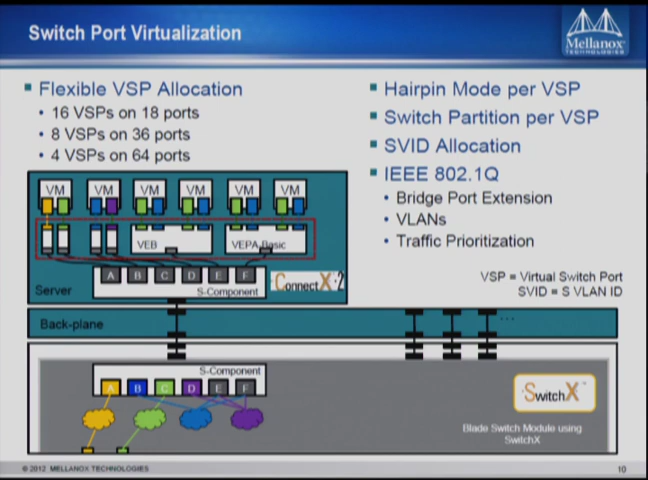 Switch Port Virtualization
Mellanox
TECHNOLOGIES
Flexible VSP Allocation
16 VSPs on 18 ports
8 VSPs on 36 ports
4 VSPs on 64 ports
Hairpin Mode per VSP
Switch Partition per VSP
SVID Allocation
IEEE 802.1Q
Bridge Port Extension
VLANs
Traffic Prioritization
VSP = Virtual Switch Port
SVID = S VLAN ID
VM VM VM VM VM VM
VEB VEPA Basic
A B C D E F
S-Component
Server
ConnectX·2
Back-plane
...
S-Component
A B C D E F
SwitchX
Blade Switch Module using
SwitchX
© 2012 MELLANOX TECHNOLOGIES
10